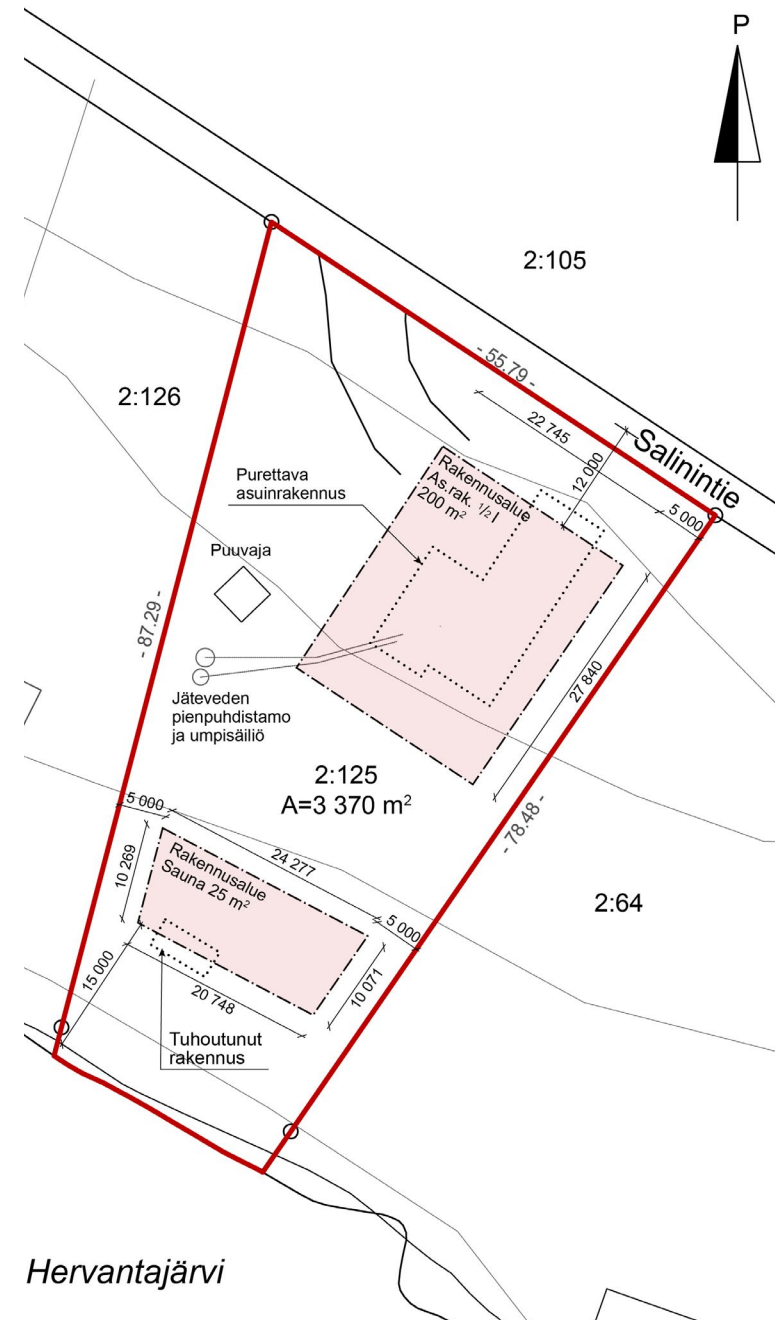 P
2:105
- 55.79 -
2:126
22 745
Salinintie
12 000
5 000
Rakennusalue
As.rak. 1/2 I
200 m²
Purettava
asuinrakennus
Puuvaja
- 87.29 -
27 840
Jäteveden
pienpuhdistamo
ja umpisäiliö
2:125
A=3 370 m²
- 78.48 -
5 000
24 277
10 269
Rakennusalue
Sauna 25 m²
2:64
5 000
15 000
10 071
20 748
Tuhoutunut
rakennus
Hervantajärvi